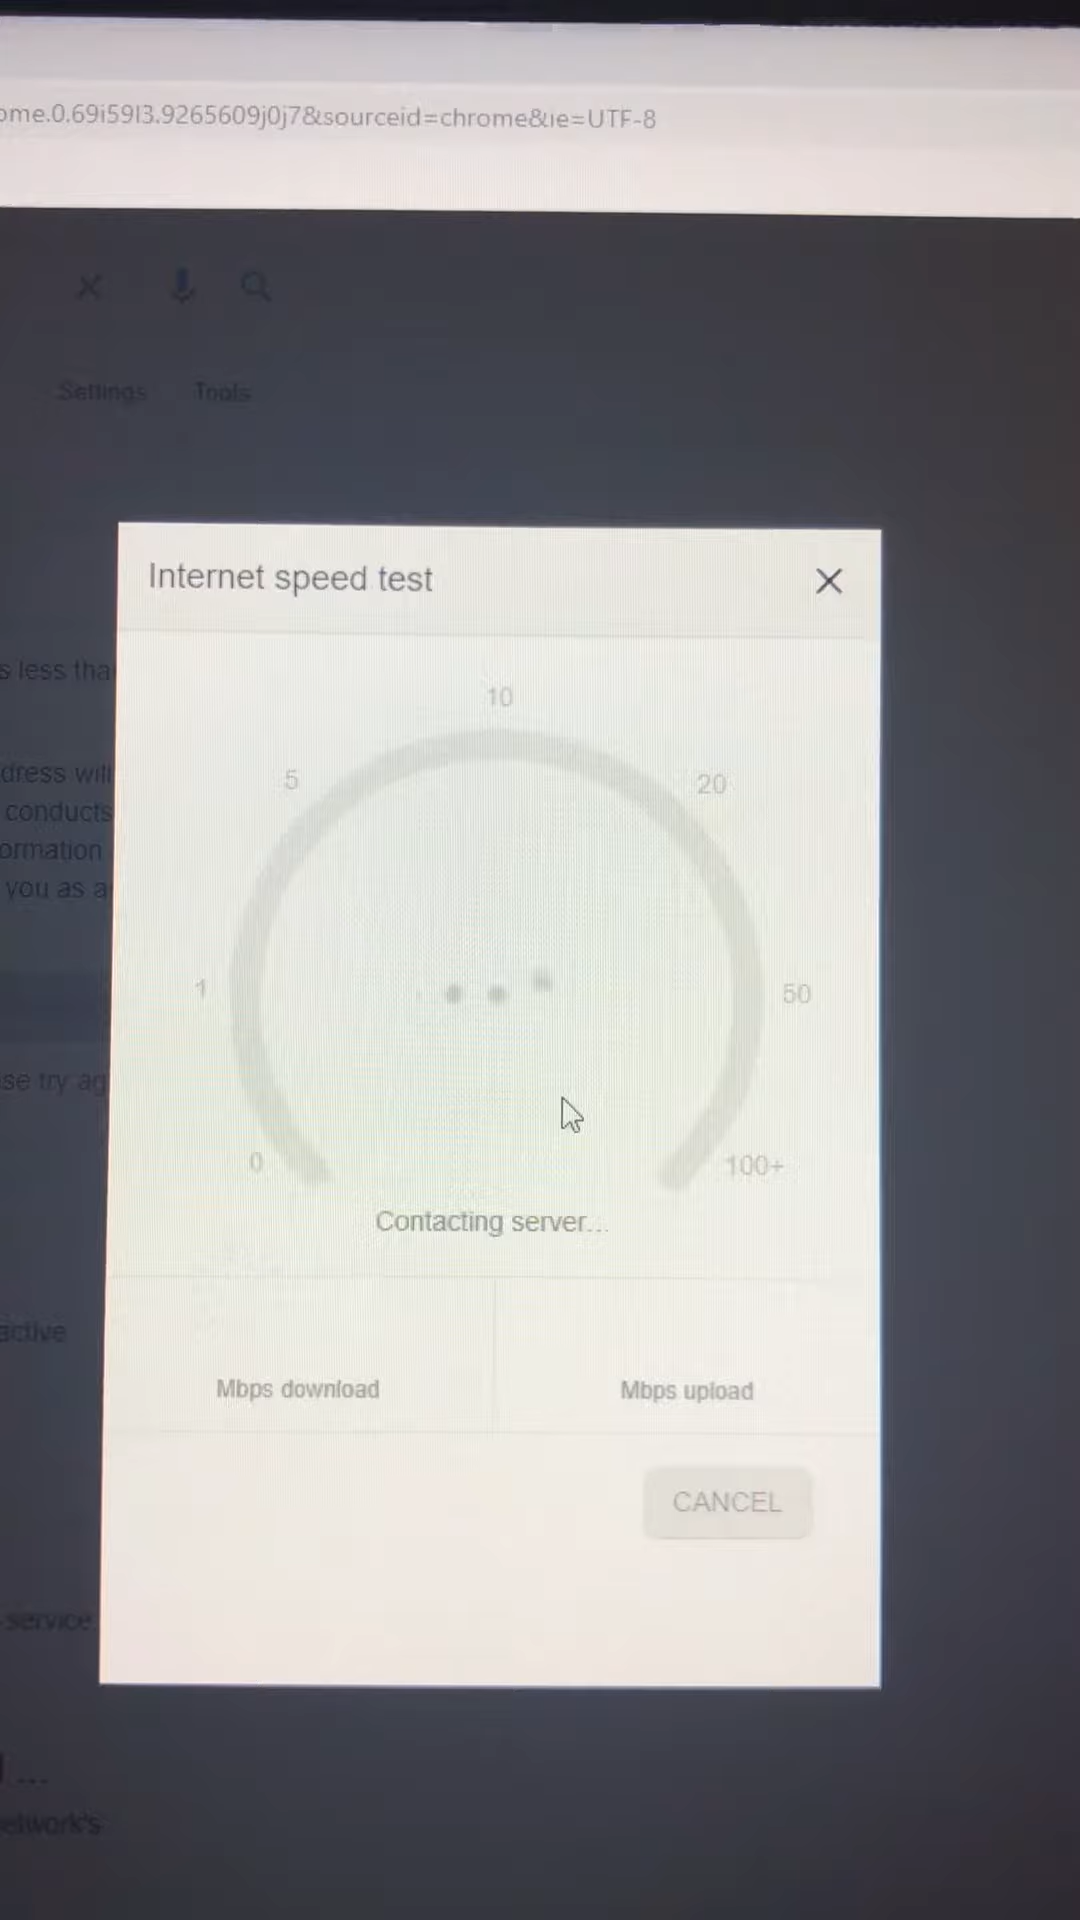 ome.0.69i59l3.9265609j0j7&sourceid=chrome&ie=UTF-8
Settings Tools
Internet speed test
s less tha
10
5
20
dress will
conducts
ormation
you as a
1
50
se try ag
0
100+
Contacting server...
active
Mbps download
Mbps upload
CANCEL
-service
...
etwork's